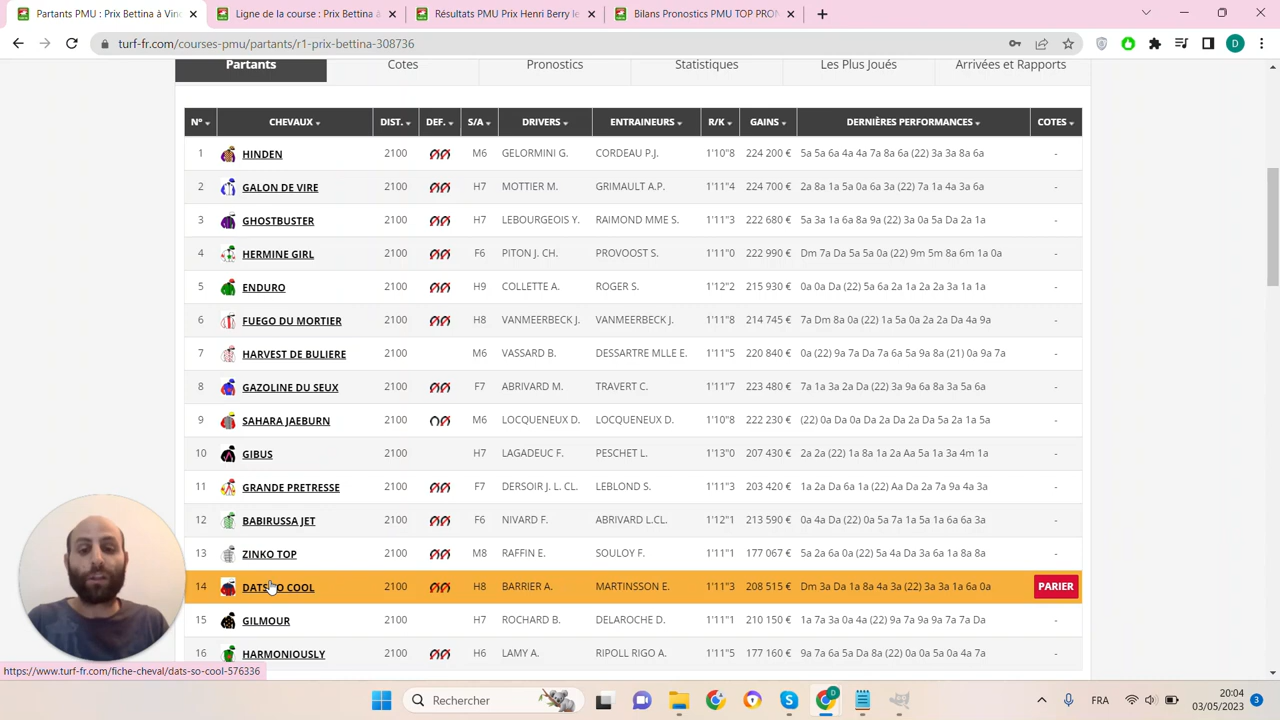 Partants PMU : Prix Bettina à Vinc
Ligne de la course : Prix Bettina à
Résultats PMU Prix Henri Berry le
Bilans Pronostics PMU TOP PRON
turf-fr.com/courses-pmu/partants/r1-prix-bettina-308736
D
Partants Cotes Pronostics Statistiques Les Plus Joués Arrivées et Rapports
N° CHEVAUX DIST. DEF. S/A DRIVERS ENTRAINEURS R/K GAINS DERNIÈRES PERFORMANCES COTES
1 HINDEN 2100 M6 GELORMINI G. CORDEAU P.J. 1'10"8 224 200 € 5a 5a 6a 4a 4a 7a 8a 6a (22) 3a 3a 8a 6a -
2 GALON DE VIRE 2100 H7 MOTTIER M. GRIMAULT A.P. 1'11"4 224 700 € 2a 8a 1a 5a 0a 6a 3a (22) 7a 1a 4a 3a 6a -
3 GHOSTBUSTER 2100 H7 LEBOURGEOIS Y. RAIMOND MME S. 1'11"3 222 680 € 5a 3a 1a 6a 8a 9a (22) 3a 0a 5a Da 2a 1a -
4 HERMINE GIRL 2100 F6 PITON J. CH. PROVOOST S. 1'11"0 222 990 € Dm 7a Da 5a 5a 0a (22) 9m 5m 8a 6m 1a 0a -
5 ENDURO 2100 H9 COLLETTE A. ROGER S. 1'12"2 215 930 € 0a 0a Da (22) 5a 6a 2a 1a 2a 3a 1a 1a -
6 FUEGO DU MORTIER 2100 H8 VANMEERBECK J. VANMEERBECK J. 1'11"8 214 745 € 7a Dm 8a 0a (22) 1a 5a 0a 2a 2a Da 4a 9a -
7 HARVEST DE BULIERE 2100 M6 VASSARD B. DESSARTRE MLLE E. 1'11"5 220 840 € 0a (22) 9a 7a Da 7a 6a 5a 9a 8a (21) 0a 9a 7a -
8 GAZOLINE DU SEUX 2100 F7 ABRIVARD M. TRAVERT C. 1'11"7 223 480 € 7a 1a 3a 2a Da (22) 3a 9a 6a 3a 3a 5a 6a -
9 SAHARA JAEBURN 2100 M6 LOCQUENEUX D. LOCQUENEUX D. 1'10"8 222 230 € (22) 0a Da 0a Da 2a Da 2a Da 5a 2a 1a 5a -
10 GIBUS 2100 H7 LAGADEUC F. PESCHET L. 1'13"0 207 430 € 2a 2a (22) 1a 8a 1a 2a Aa 5a 1a 3a 4m 1a -
11 GRANDE PRETRESSE 2100 F7 DERSOIR J. L. CL. LEBLOND S. 1'11"3 203 420 € 1a 2a Da 6a 1a (22) Aa Da 2a 7a 9a 4a 3a -
12 BABIRUSSA JET 2100 F6 NIVARD F. ABRIVARD L.CL. 1'12"1 213 590 € 0a 4a Da (22) 0a 5a 7a 1a 5a 1a 6a 6a 3a -
13 ZINKO TOP 2100 M8 RAFFIN E. SOULOY F. 1'11"1 177 067 € 5a 2a 6a 0a (22) 5a 4a Da 3a 6a 1a 8a 8a -
14 DATS SO COOL 2100 H8 BARRIER A. MARTINSSON E. 1'11"3 208 515 € Dm 3a Da 1a 8a 4a 3a (22) 3a 3a 1a 6a 0a PARIER
15 GILMOUR 2100 H7 ROCHARD B. DELAROCHE D. 1'11"1 210 150 € 1a 7a 3a 0a 4a (22) 9a 7a 9a 9a 7a 7a Da -
16 HARMONIOUSLY 2100 H6 LAMY A. RIPOLL RIGO A. 1'11"5 177 160 € 9a 7a 6a 5a Da 8a (22) 0a 5a 0a 0a 4a 7a -
https://www.turf-fr.com/fiche-cheval/dats-so-cool-576336
Rechercher
FRA
20:04
03/05/2023
3